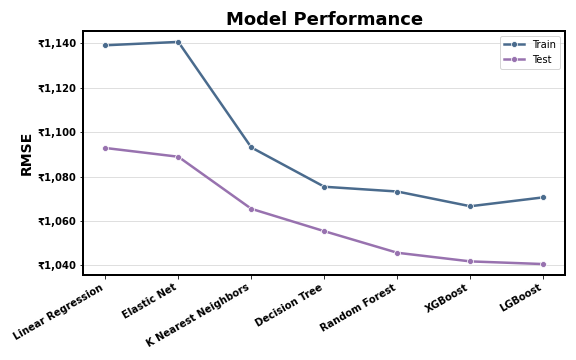 Model Performance
RMSE
₹1,140
₹1,120
₹1,100
₹1,080
₹1,060
₹1,040
Train
Test
Linear Regression
Elastic Net
K Nearest Neighbors
Decision Tree
Random Forest
XGBoost
LGBoost